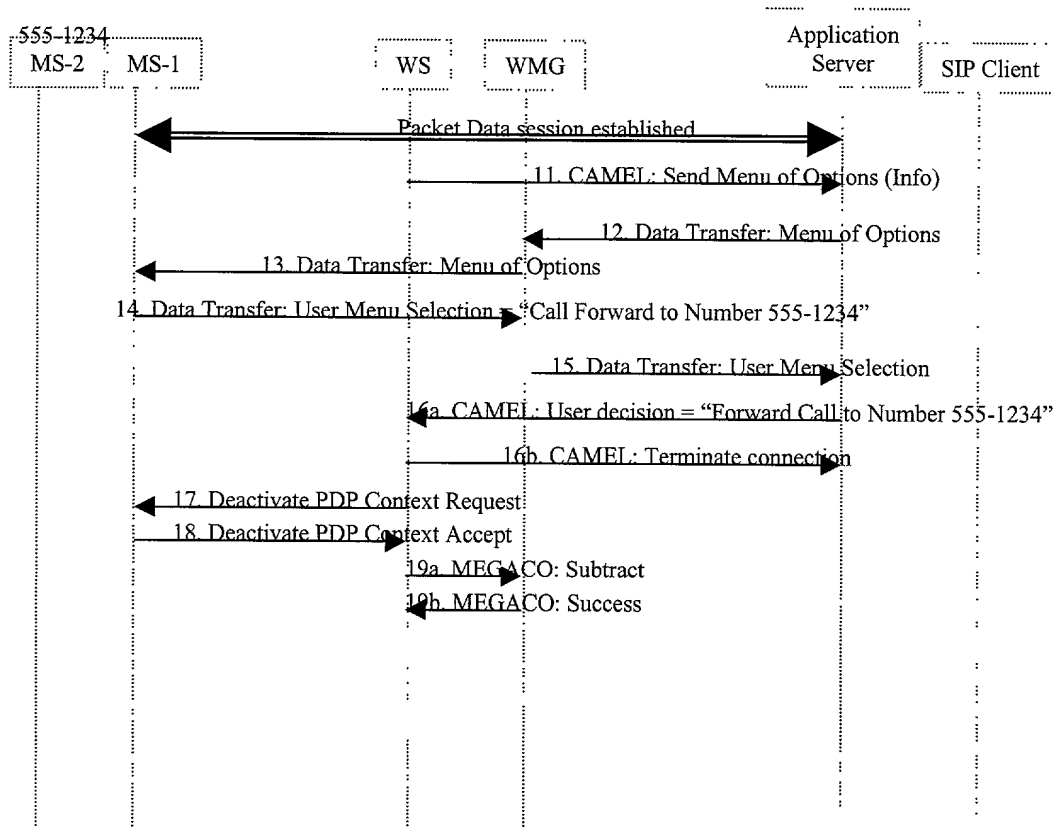 555-1234
MS-2
MS-1
WS
WMG
Application
Server
SIP Client
Packet Data session established
11. CAMEL: Send Menu of Options (Info)
12. Data Transfer: Menu of Options
13. Data Transfer: Menu of Options
14. Data Transfer: User Menu Selection = “Call Forward to Number 555-1234”
15. Data Transfer: User Menu Selection
16a. CAMEL: User decision = “Forward Call to Number 555-1234”
16b. CAMEL: Terminate connection
17. Deactivate PDP Context Request
18. Deactivate PDP Context Accept
19a. MEGACO: Subtract
19b. MEGACO: Success